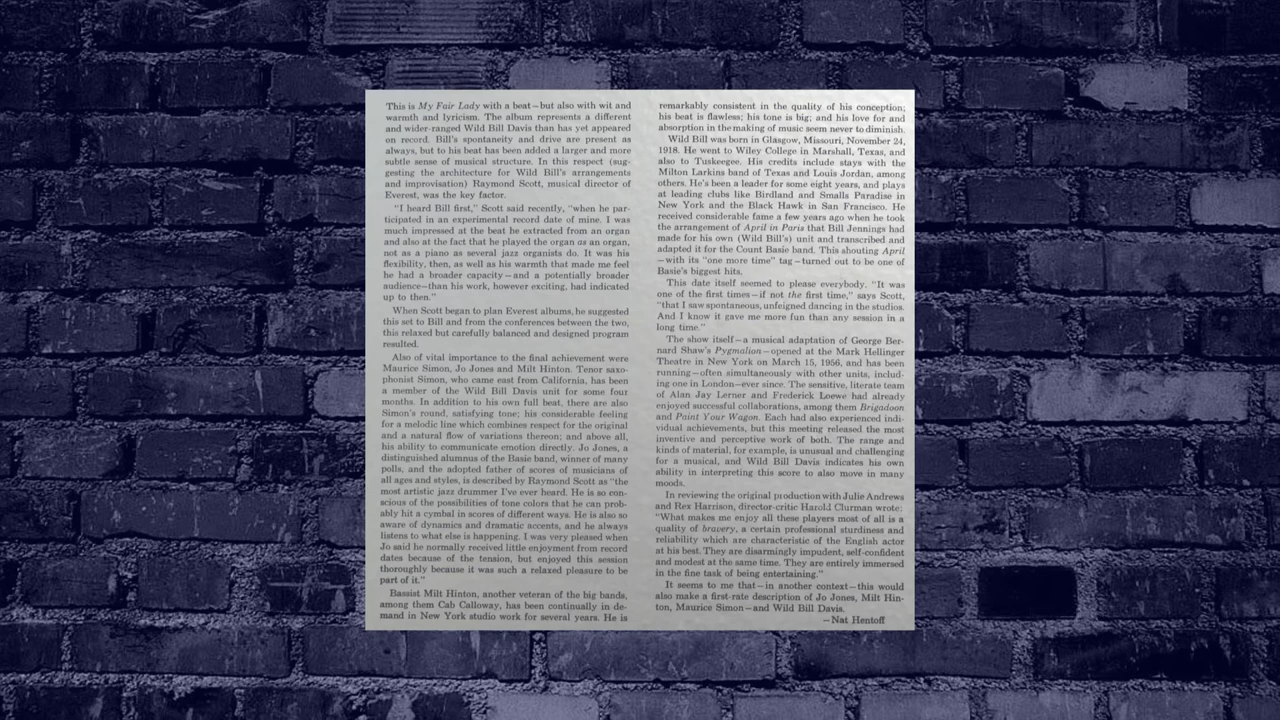 This is My Fair Lady with a beat—but also with wit and
warmth and lyricism. The album represents a different
and wider-ranged Wild Bill Davis than has yet appeared
on record. Bill's spontaneity and drive are present as
always, but to his beat has been added a larger and more
subtle sense of musical structure. In this respect (sug-
gesting the architecture for Wild Bill's arrangements
and improvisation) Raymond Scott, musical director of
Everest, was the key factor.
"I heard Bill first," Scott said recently, "when he par-
ticipated in an experimental record date of mine. I was
much impressed at the beat he extracted from an organ
and also at the fact that he played the organ as an organ,
not as a piano as several jazz organists do. It was his
flexibility, then, as well as his warmth that made me feel
he had a broader capacity—and a potentially broader
audience—than his work, however exciting, had indicated
up to then."
When Scott began to plan Everest albums, he suggested
this set to Bill and from the conferences between the two,
this relaxed but carefully balanced and designed program
resulted.
Also of vital importance to the final achievement were
Maurice Simon, Jo Jones and Milt Hinton. Tenor saxo-
phonist Simon, who came east from California, has been
a member of the Wild Bill Davis unit for some four
months. In addition to his own full beat, there are also
Simon's round, satisfying tone; his considerable feeling
for a melodic line which combines respect for the original
and a natural flow of variations thereon; and above all,
his ability to communicate emotion directly. Jo Jones, a
distinguished alumnus of the Basie band, winner of many
polls, and the adopted father of scores of musicians of
all ages and styles, is described by Raymond Scott as "the
most artistic jazz drummer I've ever heard. He is so con-
scious of the possibilities of tone colors that he can prob-
ably hit a cymbal in scores of different ways. He is also so
aware of dynamics and dramatic accents, and he always
listens to what else is happening. I was very pleased when
Jo said he normally received little enjoyment from record
dates because of the tension, but enjoyed this session
thoroughly because it was such a relaxed pleasure to be
part of it."
Bassist Milt Hinton, another veteran of the big bands,
among them Cab Calloway, has been continually in de-
mand in New York studio work for several years. He is
remarkably consistent in the quality of his conception;
his beat is flawless; his tone is big; and his love for and
absorption in the making of music seem never to diminish.
Wild Bill was born in Glasgow, Missouri, November 24,
1918. He went to Wiley College in Marshall, Texas, and
also to Tuskeegee. His credits include stays with the
Milton Larkins band of Texas and Louis Jordan, among
others. He's been a leader for some eight years, and plays
at leading clubs like Birdland and Smalls Paradise in
New York and the Black Hawk in San Francisco. He
received considerable fame a few years ago when he took
the arrangement of April in Paris that Bill Jennings had
made for his own (Wild Bill's) unit and transcribed and
adapted it for the Count Basie band. This shouting April
—with its "one more time" tag—turned out to be one of
Basie's biggest hits.
This date itself seemed to please everybody. "It was
one of the first times—if not the first time," says Scott,
"that I saw spontaneous, unfeigned dancing in the studios.
And I know it gave me more fun than any session in a
long time."
The show itself—a musical adaptation of George Ber-
nard Shaw's Pygmalion—opened at the Mark Hellinger
Theatre in New York on March 15, 1956, and has been
running—often simultaneously with other units, includ-
ing one in London—ever since. The sensitive, literate team
of Alan Jay Lerner and Frederick Loewe had already
enjoyed successful collaborations, among them Brigadoon
and Paint Your Wagon. Each had also experienced indi-
vidual achievements, but this meeting released the most
inventive and perceptive work of both. The range and
kinds of material, for example, is unusual and challenging
for a musical, and Wild Bill Davis indicates his own
ability in interpreting this score to also move in many
moods.
In reviewing the original production with Julie Andrews
and Rex Harrison, director-critic Harold Clurman wrote:
"What makes me enjoy all these players most of all is a
quality of bravery, a certain professional sturdiness and
reliability which are characteristic of the English actor
at his best. They are disarmingly impudent, self-confident
and modest at the same time. They are entirely immersed
in the fine task of being entertaining."
It seems to me that—in another context—this would
also make a first-rate description of Jo Jones, Milt Hin-
ton, Maurice Simon—and Wild Bill Davis.
—Nat Hentoff